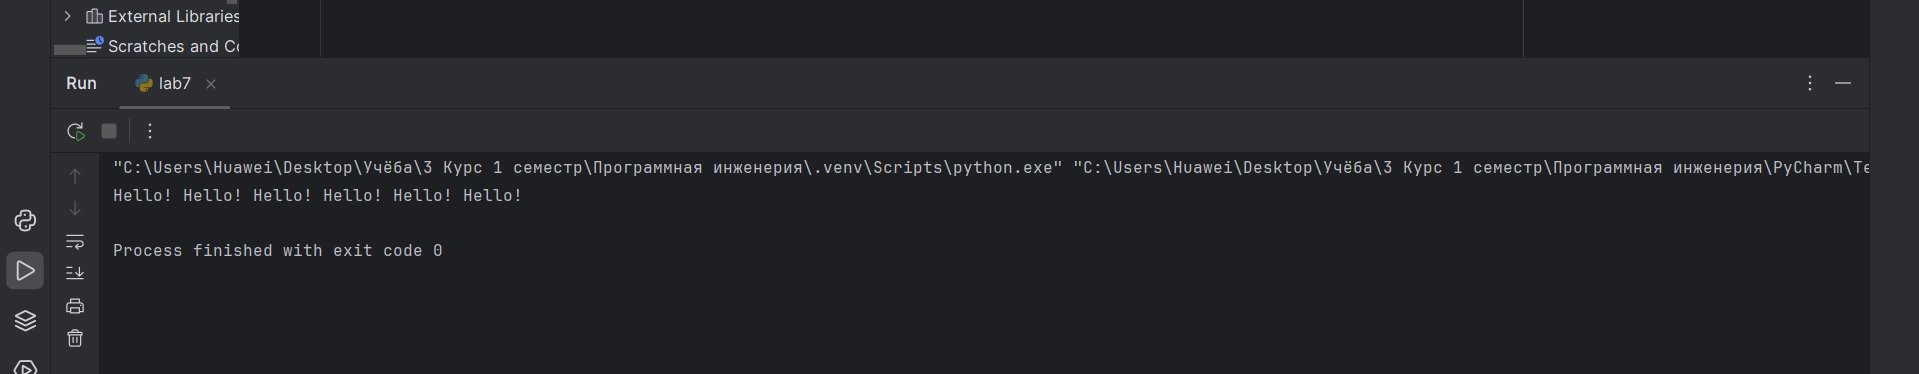 External Libraries
Scratches and Co
Run lab7
"C:\Users\Huawei\Desktop\Учёба\3 Курс 1 семестр\Программная инженерия\.venv\Scripts\python.exe" "C:\Users\Huawei\Desktop\Учёба\3 Курс 1 семестр\Программная инженерия\PyCharm\Te
Hello! Hello! Hello! Hello! Hello! Hello!
Process finished with exit code 0